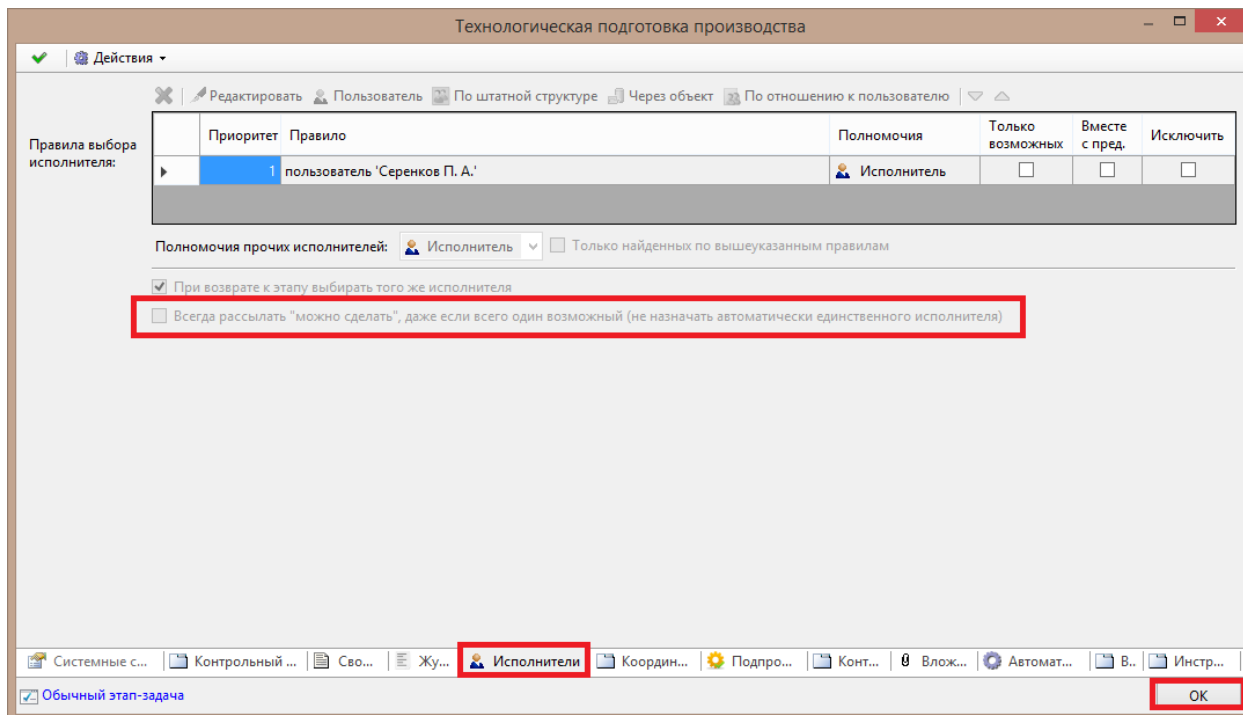 Технологическая подготовка производства
Действия
Редактировать Пользователь По штатной структуре Через объект По отношению к пользователю
Правила выбора
исполнителя:
Приоритет Правило Полномочия Только
возможных Вместе
с пред. Исключить
1 пользователь 'Серенков П. А.' Исполнитель
Полномочия прочих исполнителей: Исполнитель Только найденных по вышеуказанным правилам
При возврате к этапу выбирать того же исполнителя
Всегда рассылать "можно сделать", даже если всего один возможный (не назначать автоматически единственного исполнителя)
Системные с... Контрольный ... Сво... Жу... Исполнители Координ... Подпро... Конт... Влож... Автомат... В.. Инстр...
Обычный этап-задача OK